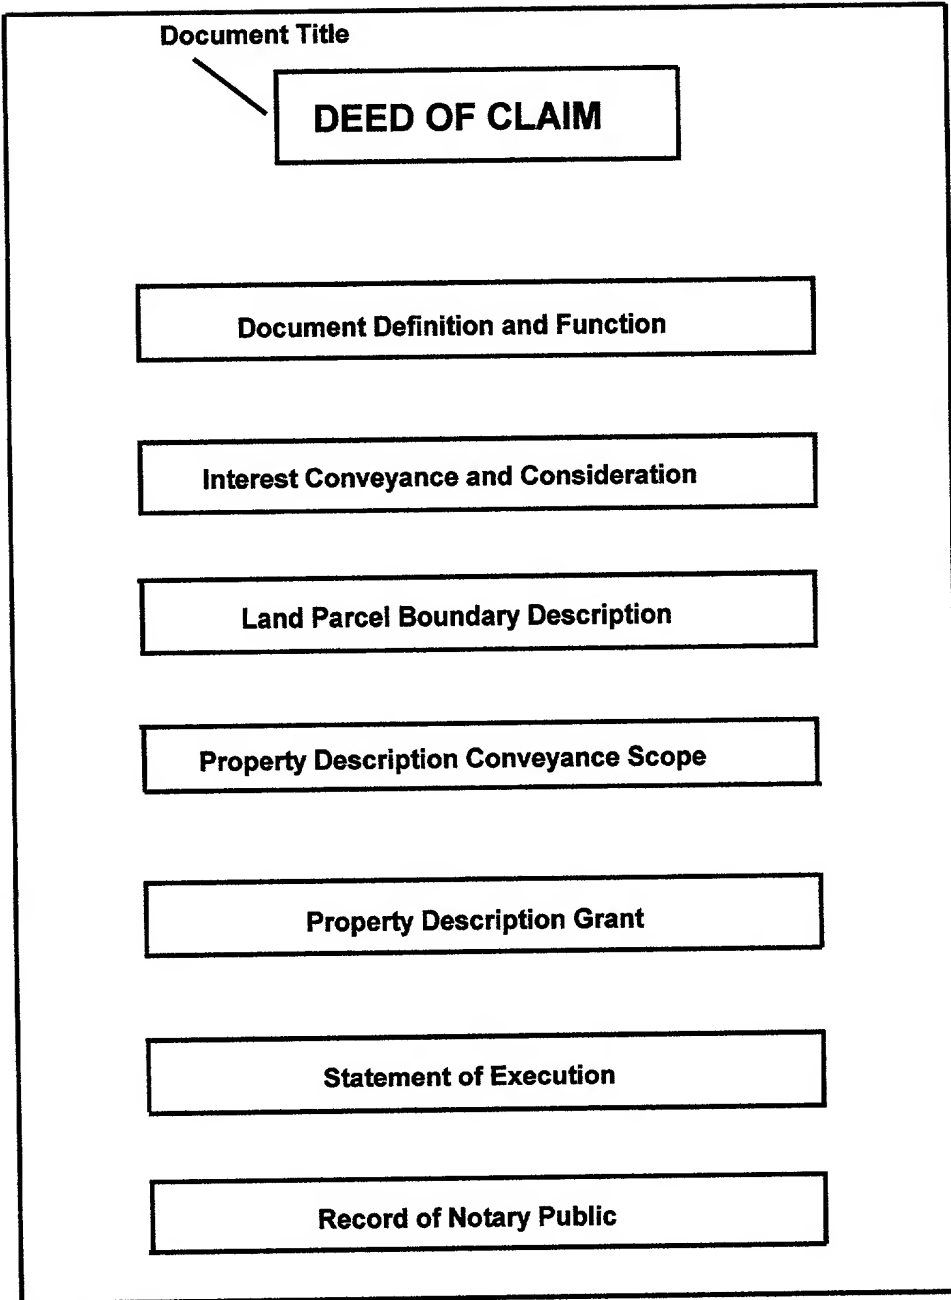 Document Title
DEED OF CLAIM
Document Definition and Function
Interest Conveyance and Consideration
Land Parcel Boundary Description
Property Description Conveyance Scope
Property Description Grant
Statement of Execution
Record of Notary Public